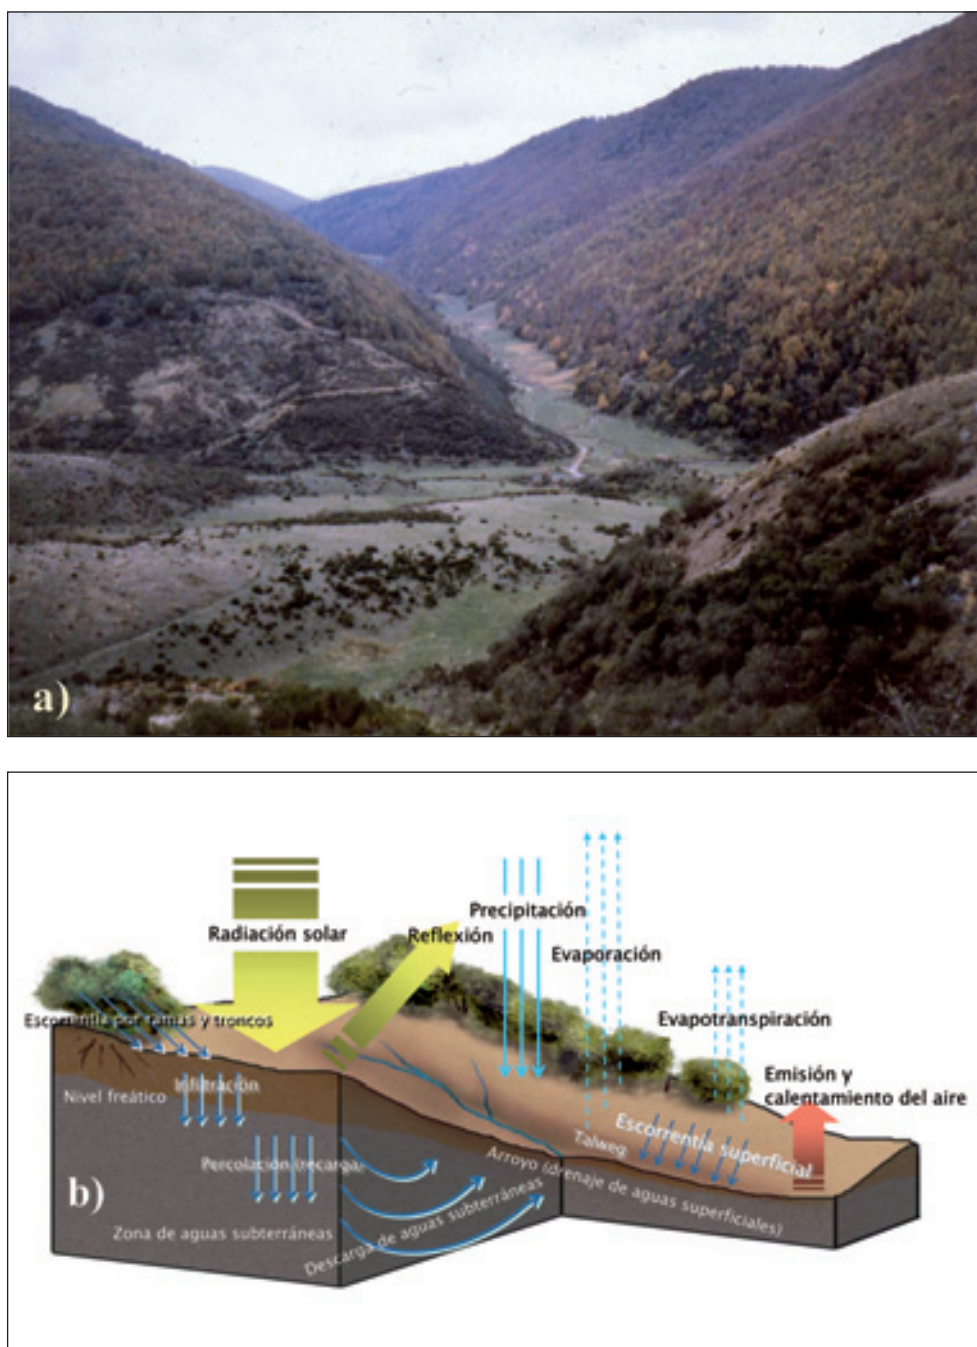 a)
Precipitación
Radiación solar
Reflexión
Evaporación
Escorrentía por ramas y troncos
Evapotranspiración
Infiltración
Nivel freático
Emisión y
calentamiento del aire
Escorrentía superficial
Talweg
Percolación (recarga)
Arroyo (drenaje de aguas superficiales)
b)
Zona de aguas subterráneas
Descarga de aguas subterráneas